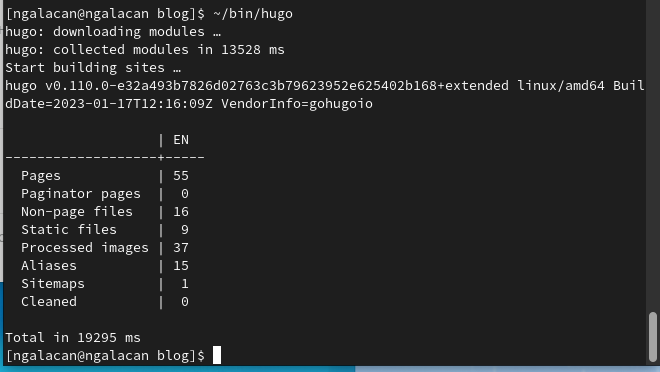 [ngalacan@ngalacan blog]$ ~/bin/hugo
hugo: downloading modules …
hugo: collected modules in 13528 ms
Start building sites …
hugo v0.110.0-e32a493b7826d02763c3b79623952e625402b168+extended linux/amd64 Buil
dDate=2023-01-17T12:16:09Z VendorInfo=gohugoio
                   | EN
-------------------+-----
  Pages            | 55
  Paginator pages  |  0
  Non-page files   | 16
  Static files     |  9
  Processed images | 37
  Aliases          | 15
  Sitemaps         |  1
  Cleaned          |  0
Total in 19295 ms
[ngalacan@ngalacan blog]$